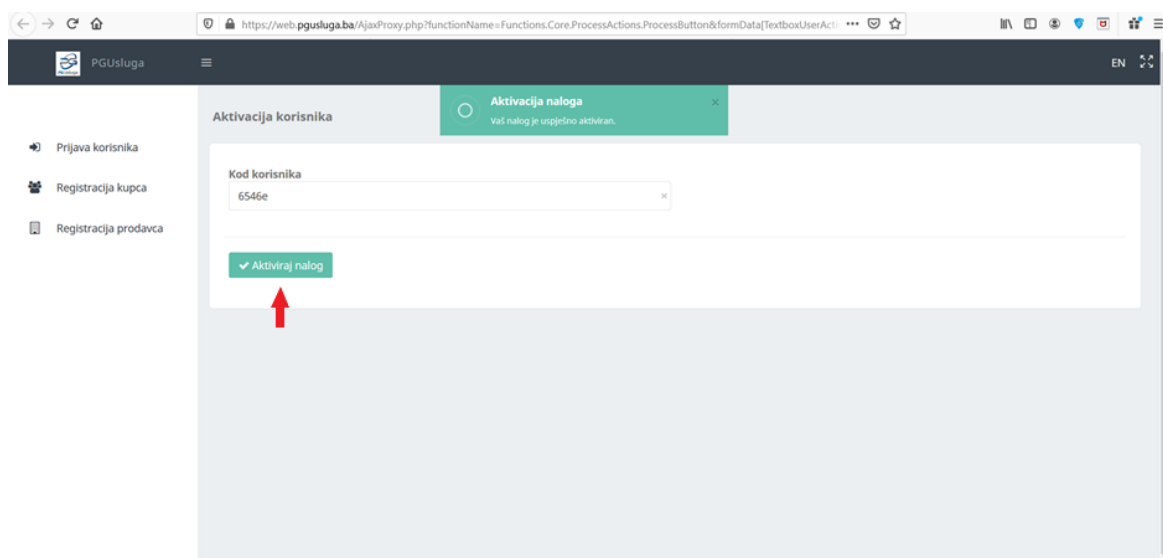 https://web.pgusluga.ba/AjaxProxy.php?functionName=Functions.Core.ProcessActions.ProcessButton&formData[TextboxUserActi
PGUsluga
EN
Aktivacija naloga
Vaš nalog je uspješno aktiviran.
Aktivacija korisnika
Prijava korisnika
Registracija kupca
Registracija prodavca
Kod korisnika
6546e
Aktiviraj nalog